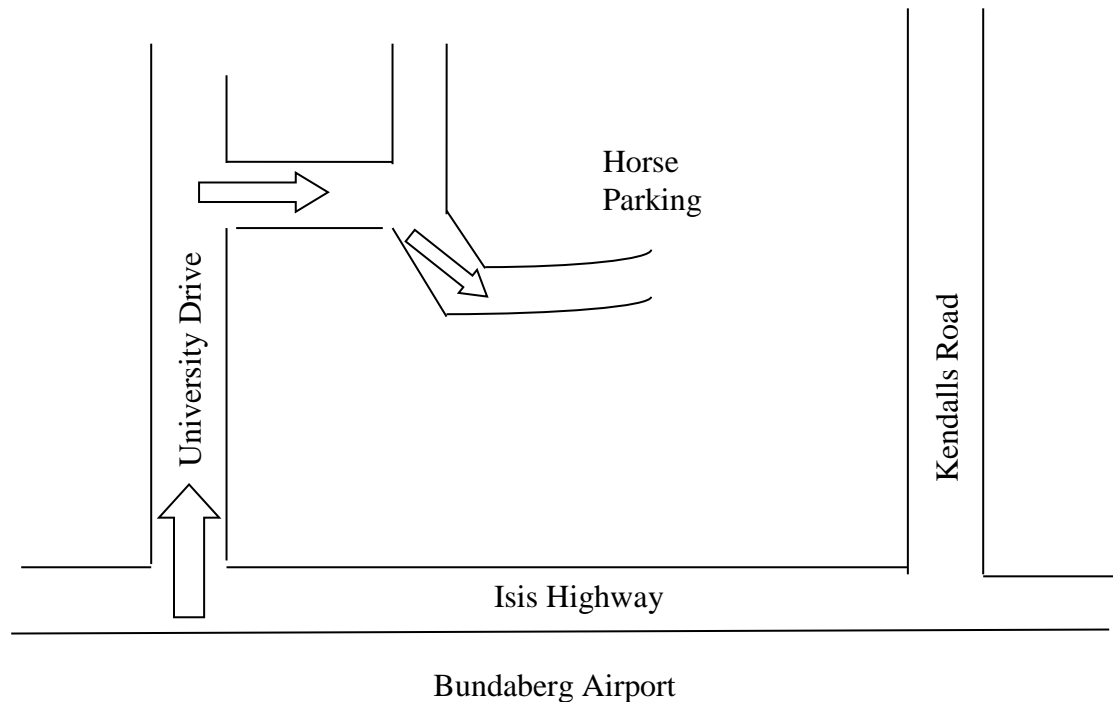 Horse
Parking
University Drive
Kendalls Road
Isis Highway
Bundaberg Airport